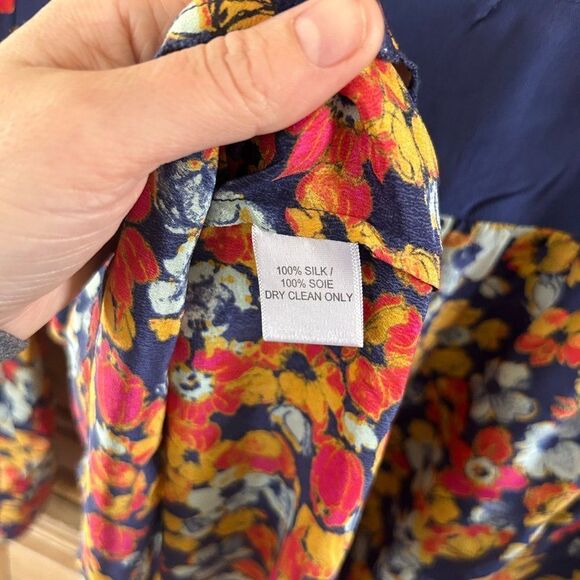 100% SILK /
100% SOIE
DRY CLEAN ONLY